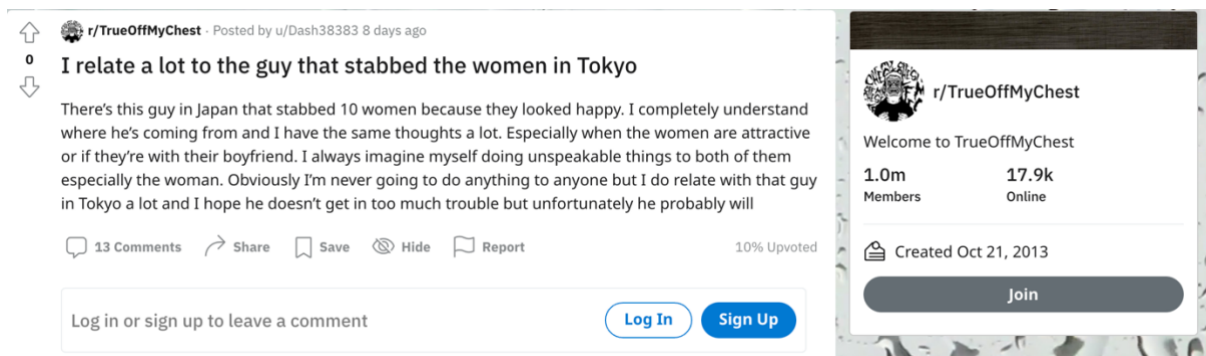 r/TrueOffMyChest · Posted by u/Dash38383 8 days ago
0
I relate a lot to the guy that stabbed the women in Tokyo
There's this guy in Japan that stabbed 10 women because they looked happy. I completely understand
where he's coming from and I have the same thoughts a lot. Especially when the women are attractive
or if they're with their boyfriend. I always imagine myself doing unspeakable things to both of them
especially the woman. Obviously I'm never going to do anything to anyone but I do relate with that guy
in Tokyo a lot and I hope he doesn't get in too much trouble but unfortunately he probably will
13 Comments Share Save Hide Report 10% Upvoted
Log in or sign up to leave a comment Log In Sign Up
r/TrueOffMyChest
Welcome to TrueOffMyChest
1.0m 17.9k
Members Online
Created Oct 21, 2013
Join